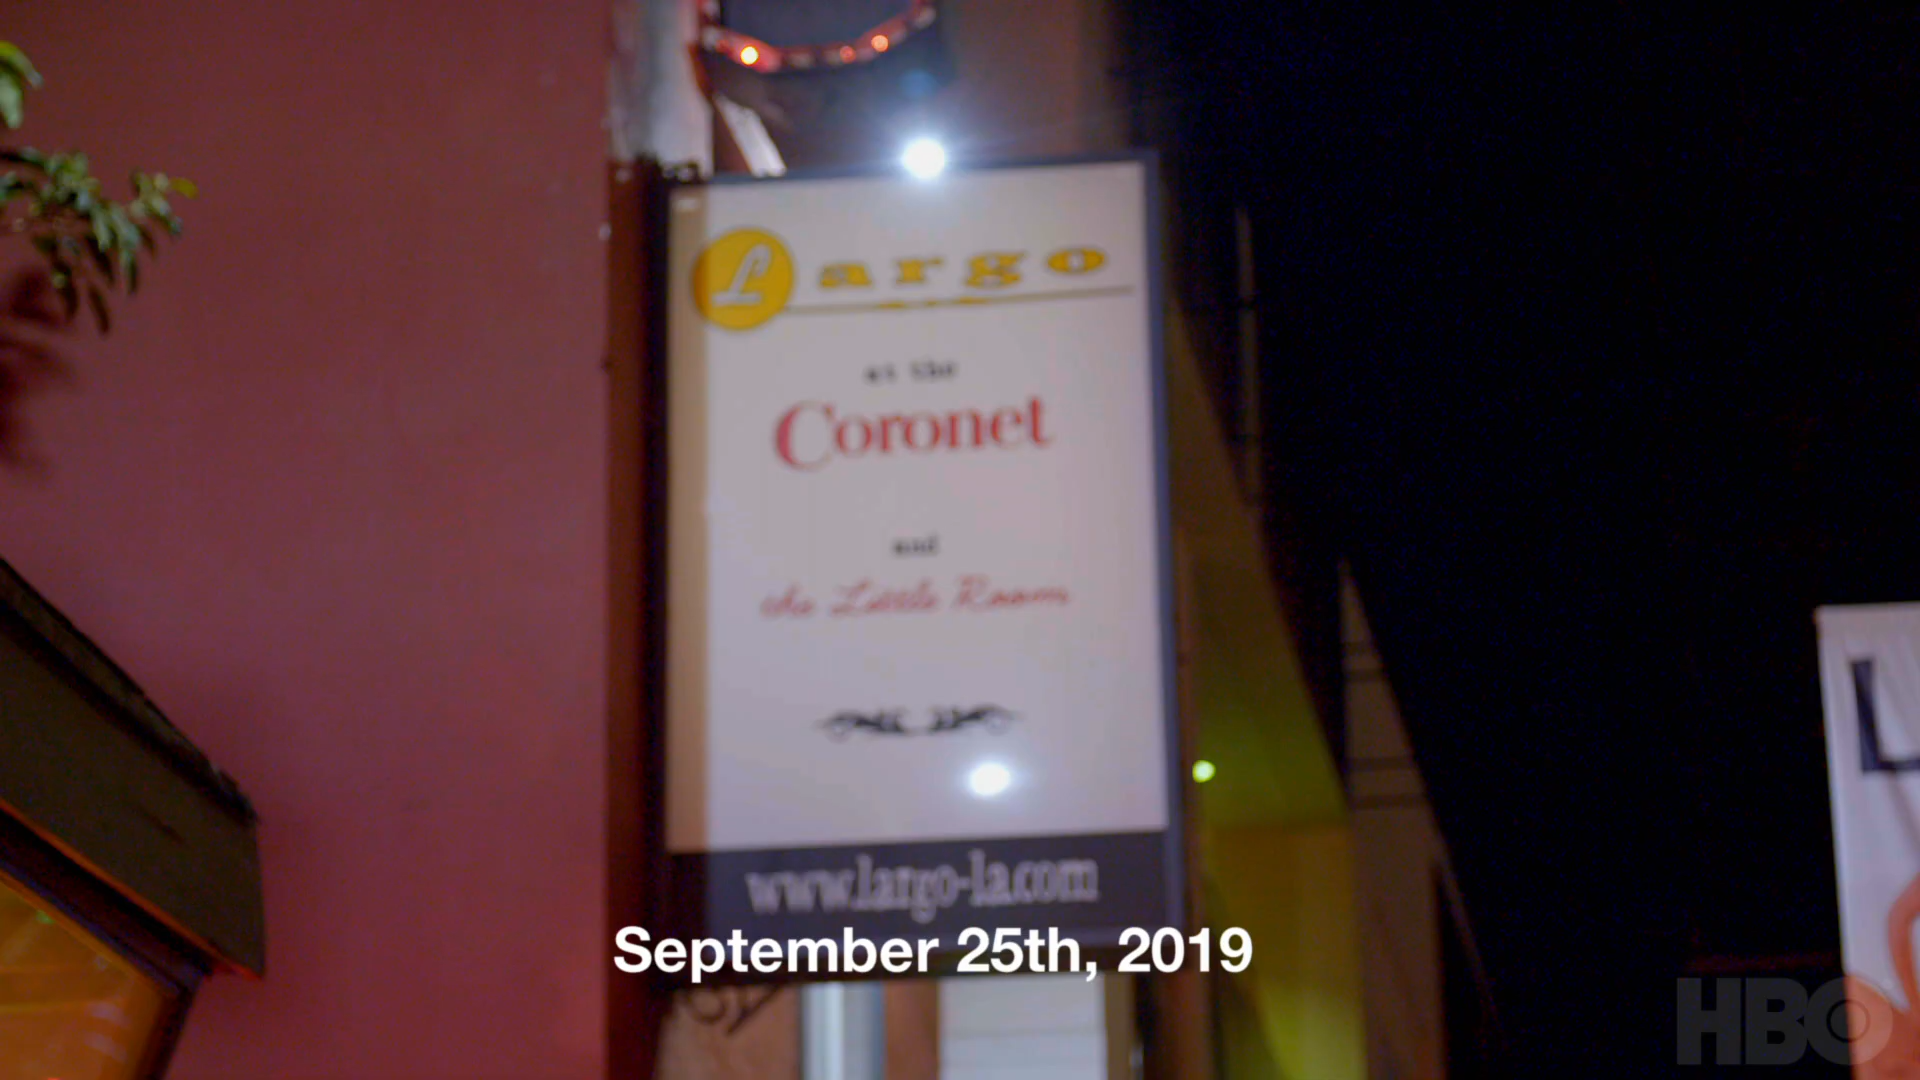 Largo
at the
Coronet
and
the Little Room
www.largo-la.com
September 25th, 2019
L
HBO